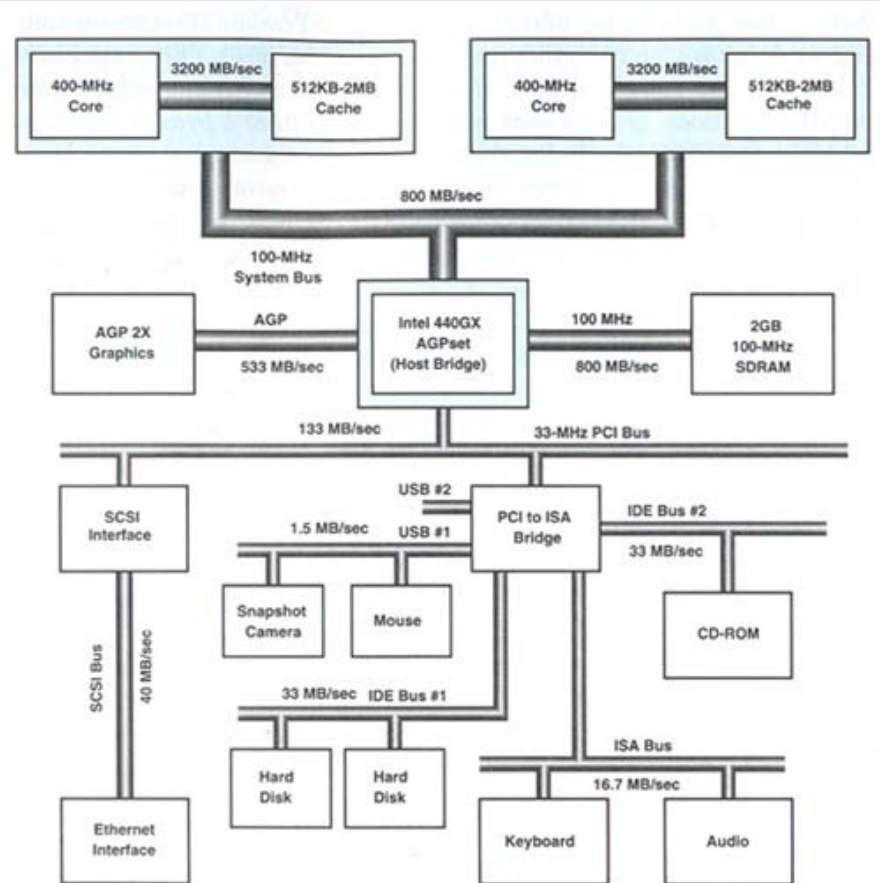 3200 MB/sec
400-MHz
Core
512KB-2MB
Cache
3200 MB/sec
400-MHz
Core
512KB-2MB
Cache
800 MB/sec
100-MHz
System Bus
AGP 2X
Graphics
AGP
533 MB/sec
Intel 440GX
AGPset
(Host Bridge)
100 MHz
800 MB/sec
2GB
100-MHz
SDRAM
133 MB/sec
33-MHz PCI Bus
SCSI
Interface
USB #2
1.5 MB/sec
USB #1
PCI to ISA
Bridge
IDE Bus #2
33 MB/sec
Snapshot
Camera
Mouse
CD-ROM
SCSI Bus
40 MB/sec
33 MB/sec IDE Bus #1
Hard
Disk
Hard
Disk
ISA Bus
16.7 MB/sec
Ethernet
Interface
Keyboard
Audio